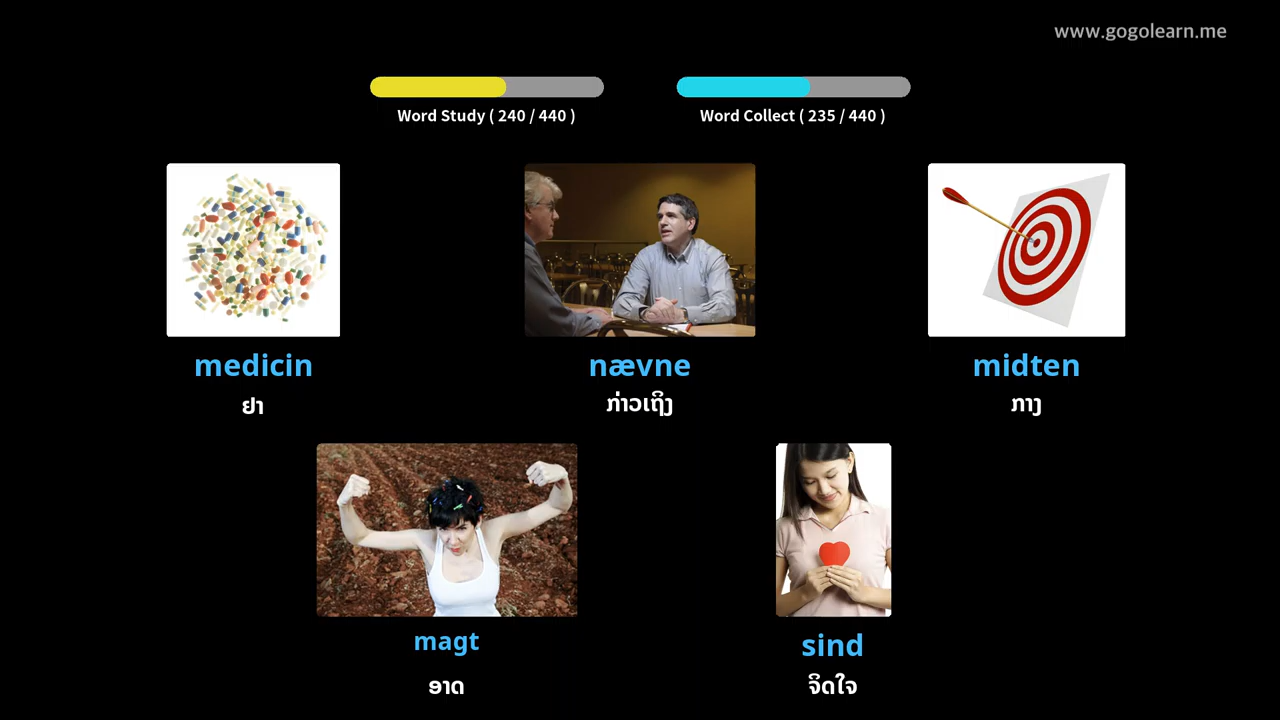 www.gogolearn.me
Word Study ( 240 / 440 )
Word Collect ( 235 / 440 )
medicin
ຢາ
nævne
ກ່າວເຖິງ
midten
ກາງ
magt
ອາດ
sind
ຈິດໃຈ